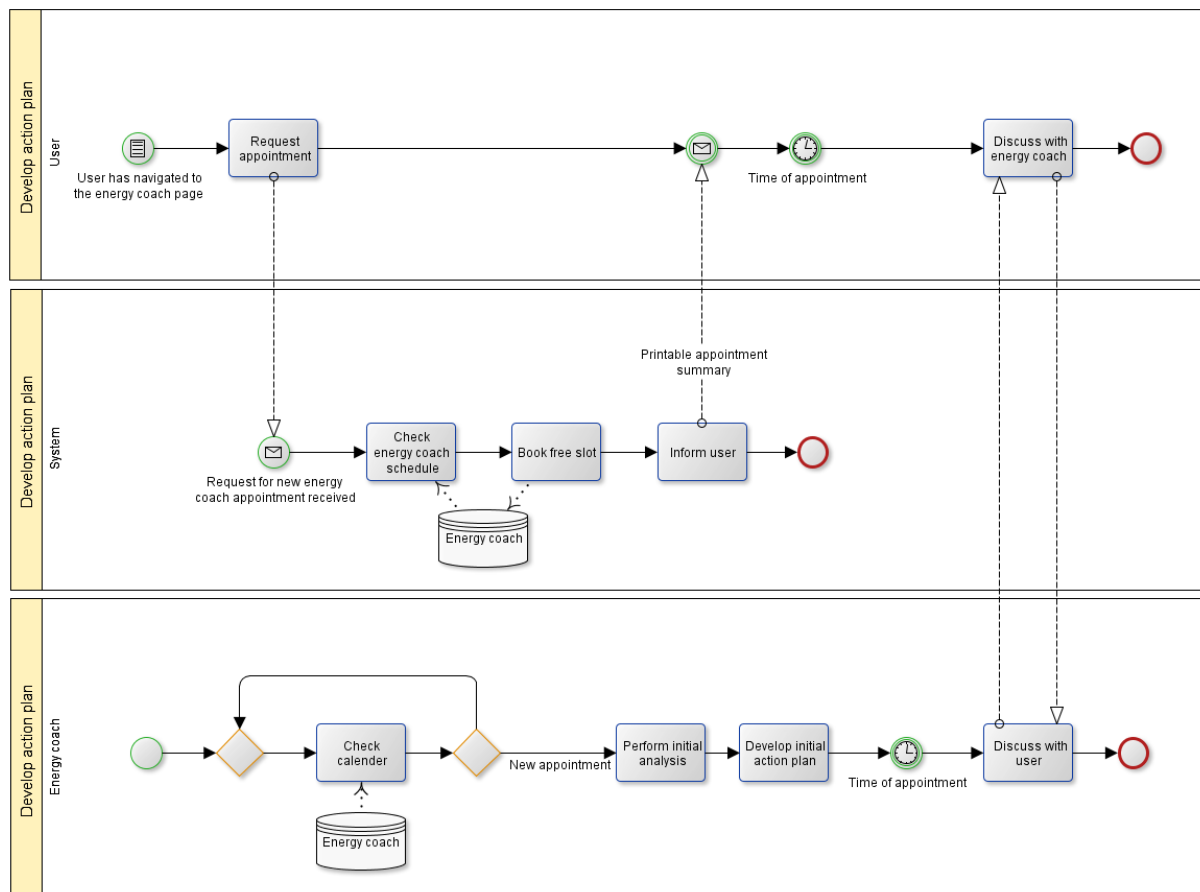 Develop action plan
User
User has navigated to
the energy coach page
Request
appointment
Time of appointment
Discuss with
energy coach
Develop action plan
System
Printable appointment
summary
Request for new energy
coach appointment received
Check
energy coach
schedule
Book free slot
Inform user
Energy coach
Develop action plan
Energy coach
Check
calender
New appointment
Perform initial
analysis
Develop initial
action plan
Time of appointment
Discuss with
user
Energy coach